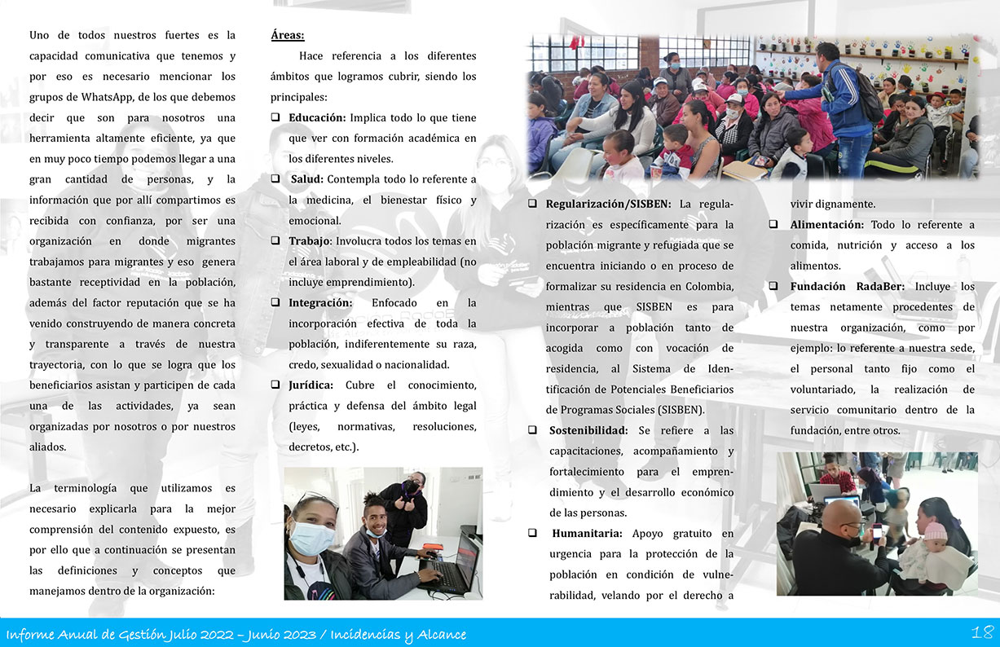 Uno de todos nuestros fuertes es la
capacidad comunicativa que tenemos y
por eso es necesario mencionar los
grupos de WhatsApp, de los que debemos
decir que son para nosotros una
herramienta altamente eficiente, ya que
en muy poco tiempo podemos llegar a una
gran cantidad de personas, y la
información que por allí compartimos es
recibida con confianza, por ser una
organización en donde migrantes
trabajamos para migrantes y eso genera
bastante receptividad en la población,
además del factor reputación que se ha
venido construyendo de manera concreta
y transparente a través de nuestra
trayectoria, con lo que se logra que los
beneficiarios asistan y participen de cada
una de las actividades, ya sean
organizadas por nosotros o por nuestros
aliados.
La terminología que utilizamos es
necesario explicarla para la mejor
comprensión del contenido expuesto, es
por ello que a continuación se presentan
las definiciones y conceptos que
manejamos dentro de la organización:
Áreas:
Hace referencia a los diferentes
ámbitos que logramos cubrir, siendo los
principales:
❑ Educación: Implica todo lo que tiene
que ver con formación académica en
los diferentes niveles.
❑ Salud: Contempla todo lo referente a
la medicina, el bienestar físico y
emocional.
❑ Trabajo: Involucra todos los temas en
el área laboral y de empleabilidad (no
incluye emprendimiento).
❑ Integración: Enfocado en la
incorporación efectiva de toda la
población, indiferentemente su raza,
credo, sexualidad o nacionalidad.
❑ Jurídica: Cubre el conocimiento,
práctica y defensa del ámbito legal
(leyes, normativas, resoluciones,
decretos, etc.).
❑ Regularización/SISBEN: La regula-
rización es específicamente para la
población migrante y refugiada que se
encuentra iniciando o en proceso de
formalizar su residencia en Colombia,
mientras que SISBEN es para
incorporar a población tanto de
acogida como con vocación de
residencia, al Sistema de Iden-
tificación de Potenciales Beneficiarios
de Programas Sociales (SISBEN).
❑ Sostenibilidad: Se refiere a las
capacitaciones, acompañamiento y
fortalecimiento para el empren-
dimiento y el desarrollo económico
de las personas.
❑ Humanitaria: Apoyo gratuito en
urgencia para la protección de la
población en condición de vulne-
rabilidad, velando por el derecho a
vivir dignamente.
❑ Alimentación: Todo lo referente a
comida, nutrición y acceso a los
alimentos.
❑ Fundación RadaBer: Incluye los
temas netamente procedentes de
nuestra organización, como por
ejemplo: lo referente a nuestra sede,
el personal tanto fijo como el
voluntariado, la realización de
servicio comunitario dentro de la
fundación, entre otros.
Informe Anual de Gestión Julio 2022 – Junio 2023 / Incidencias y Alcance
18